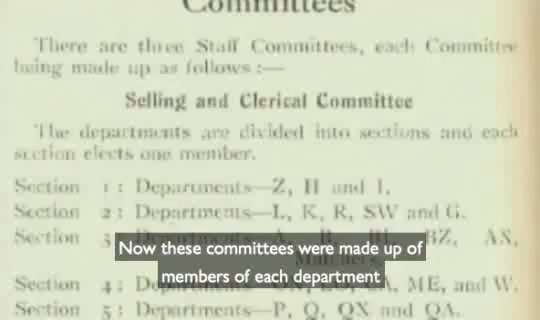 Committees
There are three Staff Committees, each Committee
being made up as follows :—
Selling and Clerical Committee
The departments are divided into sections and each
section elects one member.
Section 1 : Departments—Z, H and I.
Section 2 : Departments—L, K, R, SW and G.
Section 3 BZ, AX,
Now these committees were made up of
members of each department
Section 4 : ME, and W.
Section 5 : Departments—P, Q, QX and QA.